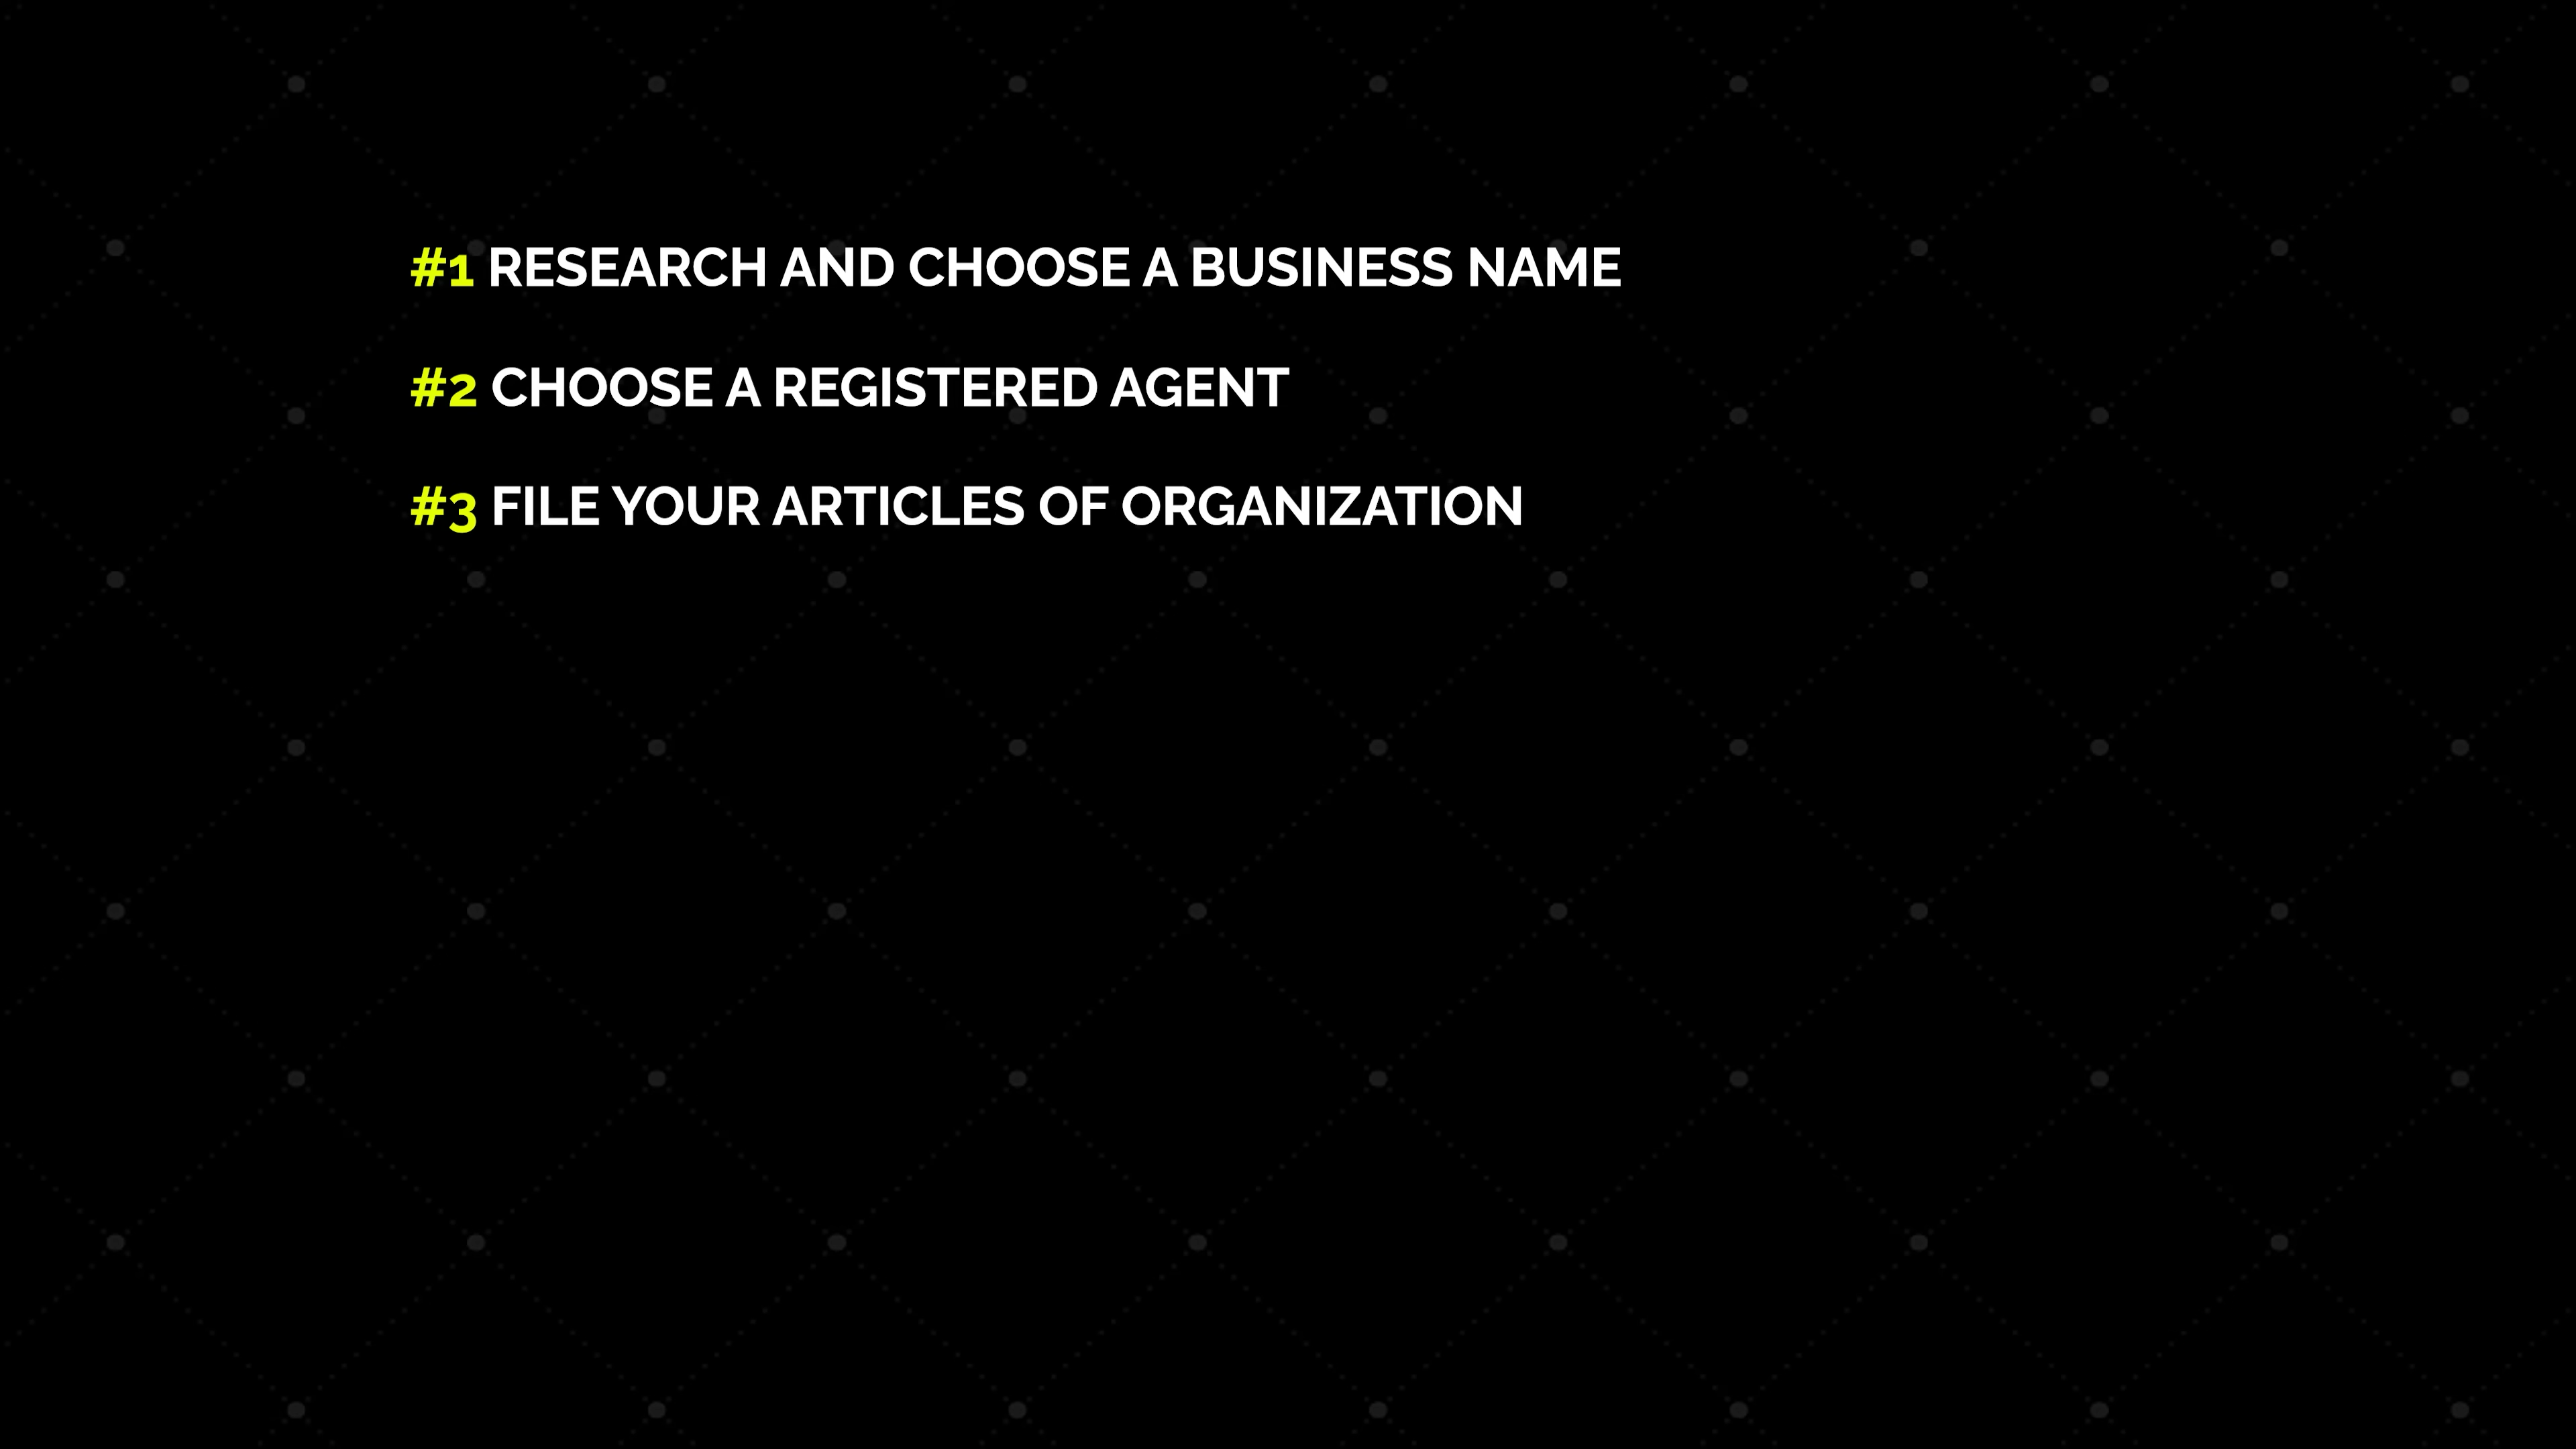 #1 RESEARCH AND CHOOSE A BUSINESS NAME
#2 CHOOSE A REGISTERED AGENT
#3 FILE YOUR ARTICLES OF ORGANIZATION